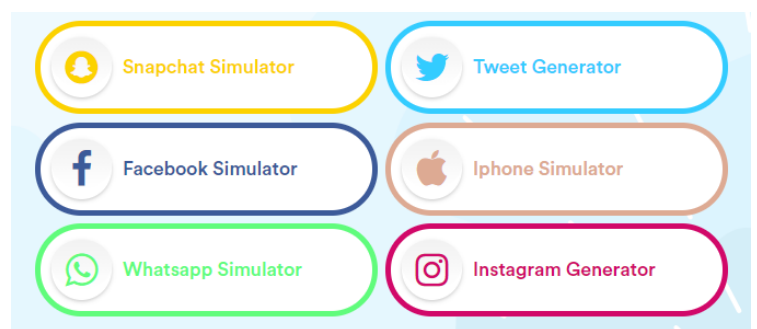 Snapchat Simulator
Tweet Generator
Facebook Simulator
Iphone Simulator
Whatsapp Simulator
Instagram Generator